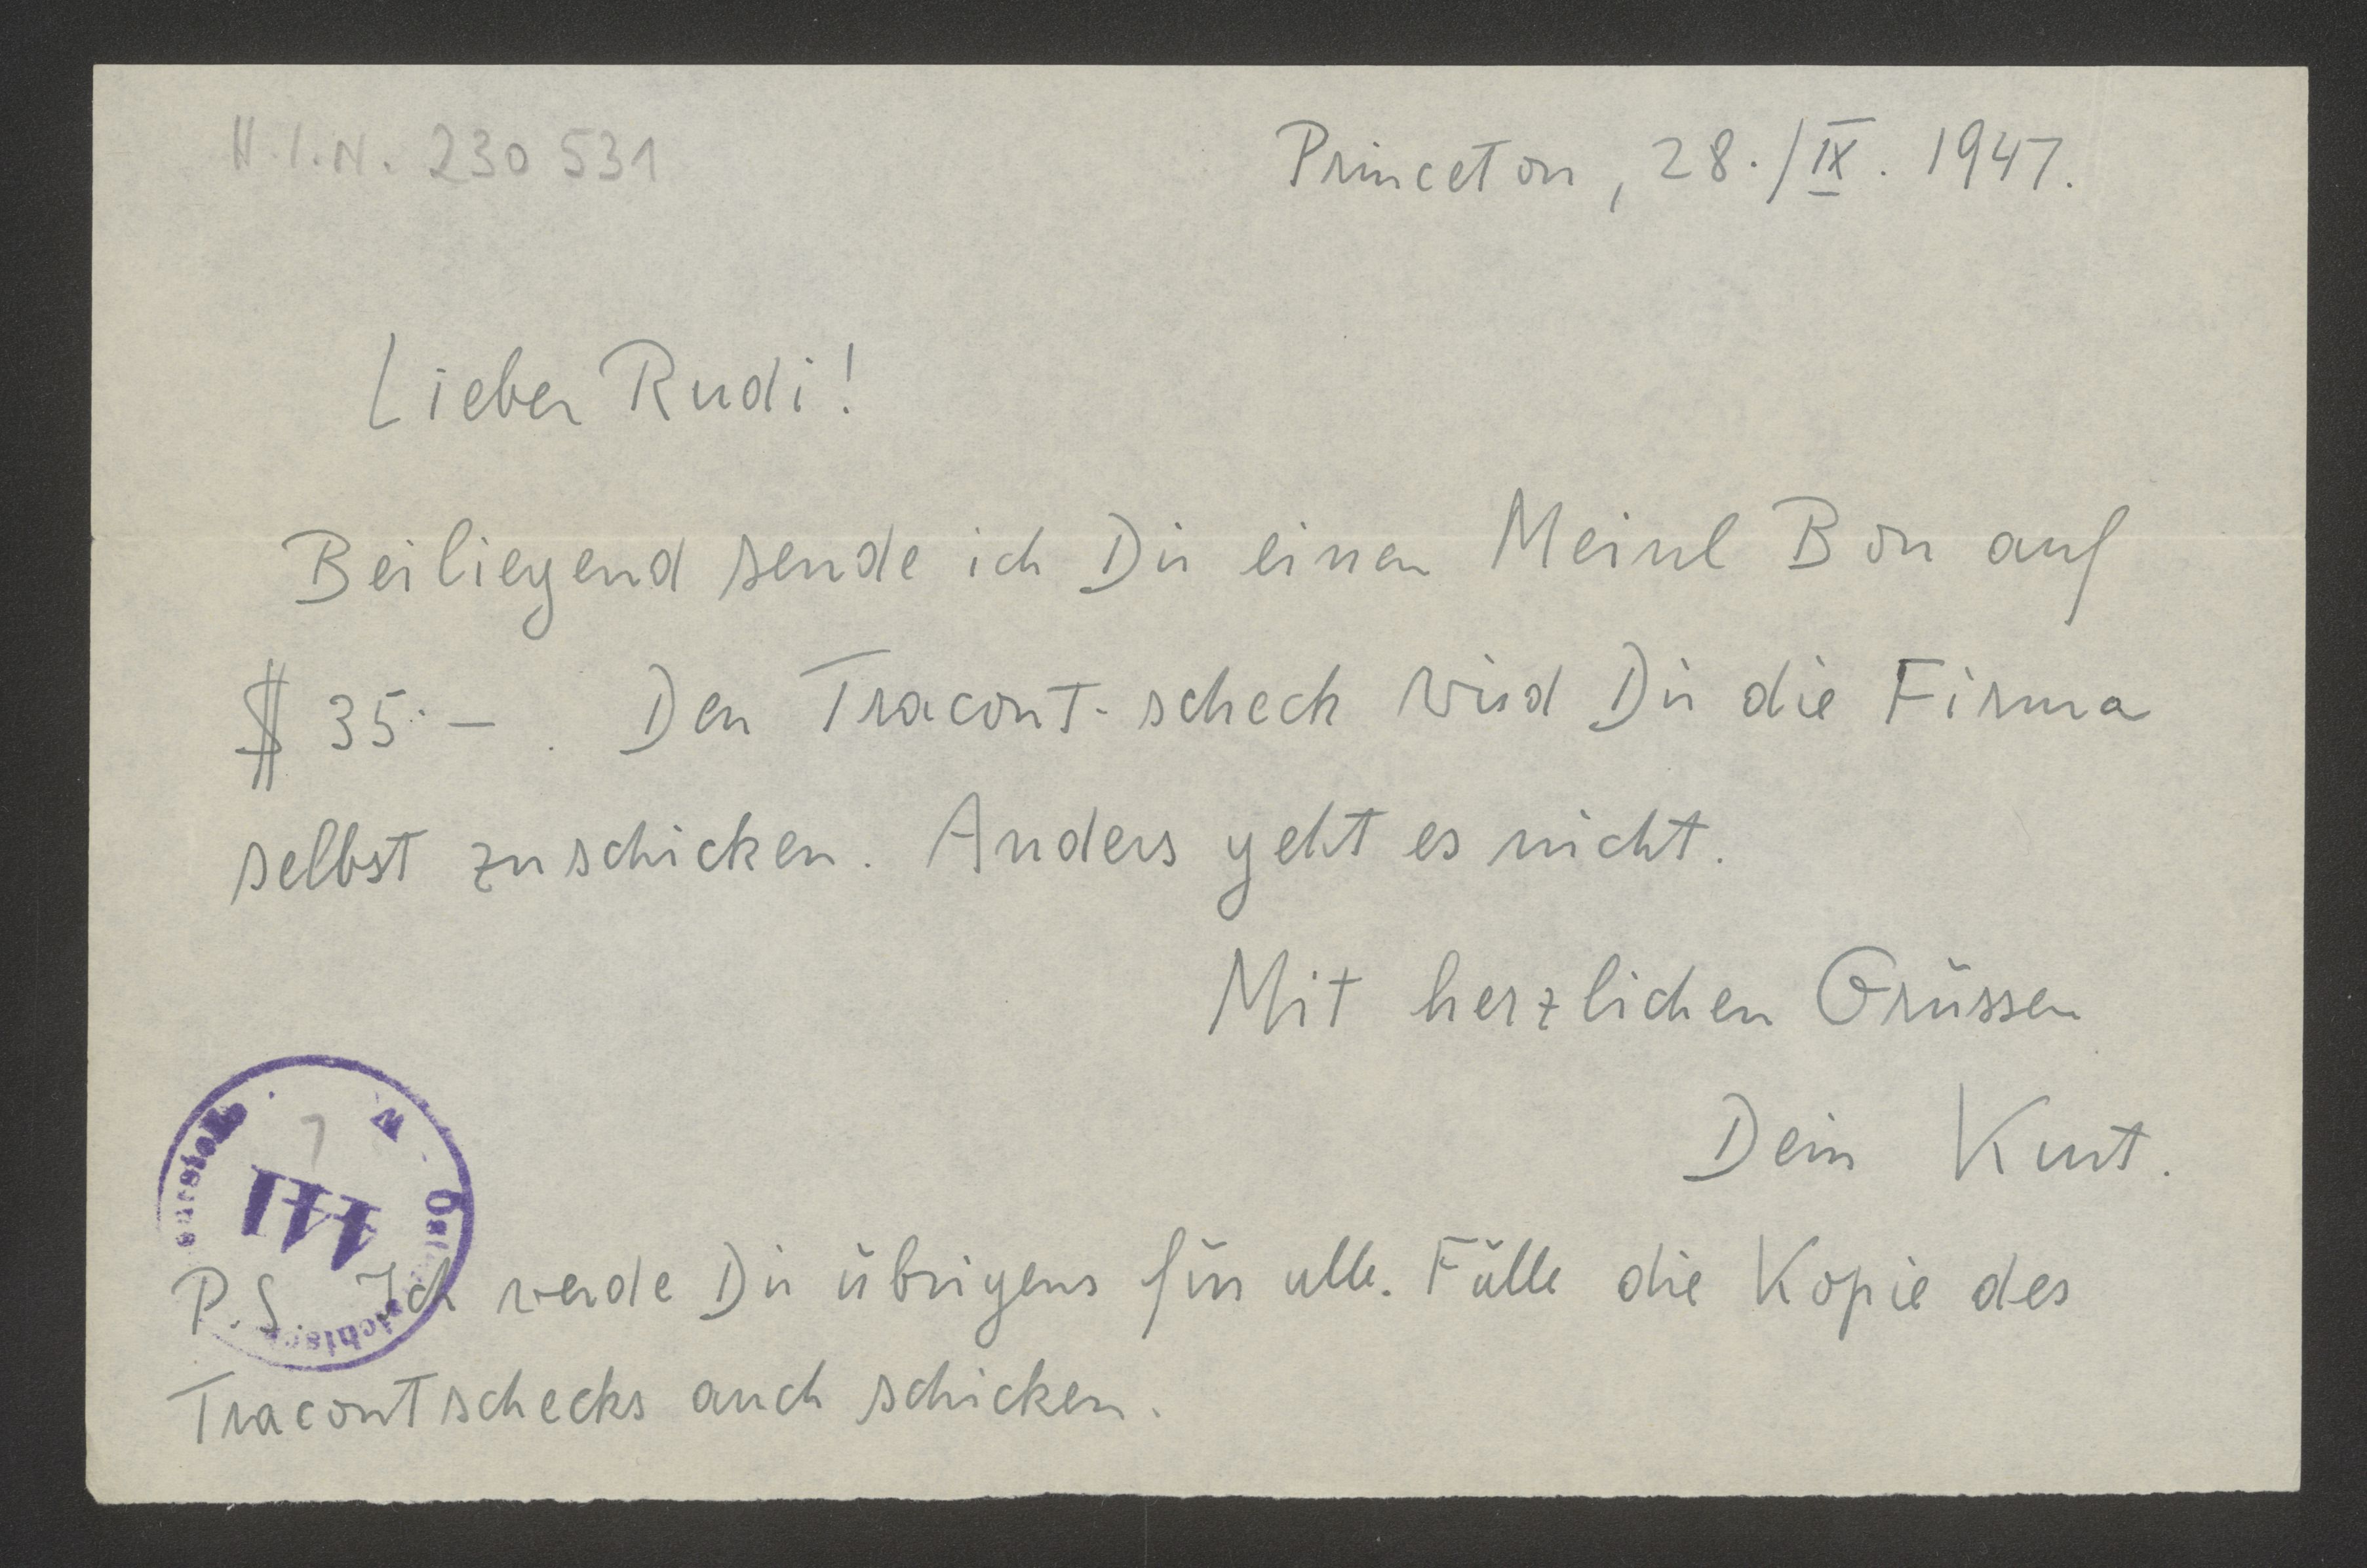 H.I.N. 230 531
Princeton, 28./IX. 1947.
Lieber Rudi!
Beiliegend sende ich Dir einen Meinl Bon auf
$ 35·– . Den Tracont-scheck wird Dir die Firma
selbst zuschicken. Anders geht es nicht.
Mit herzlichen Grüssen
Dein Kurt.
P.S. Ich werde Dir übrigens für alle Fälle die Kopie des
Tracontschecks auch schicken.